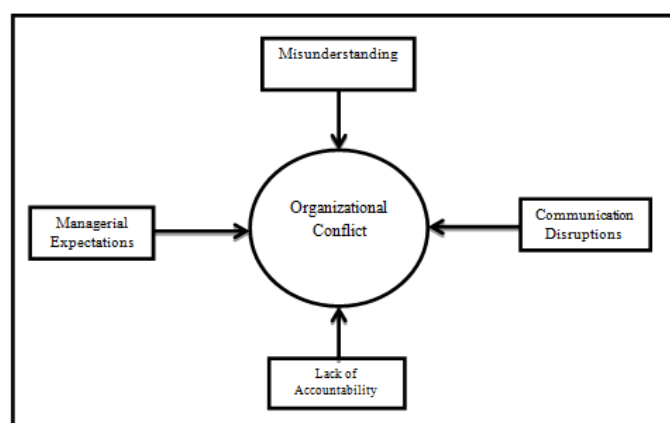 Misunderstanding
Managerial
Expectations
Organizational
Conflict
Communication
Disruptions
Lack of
Accountability